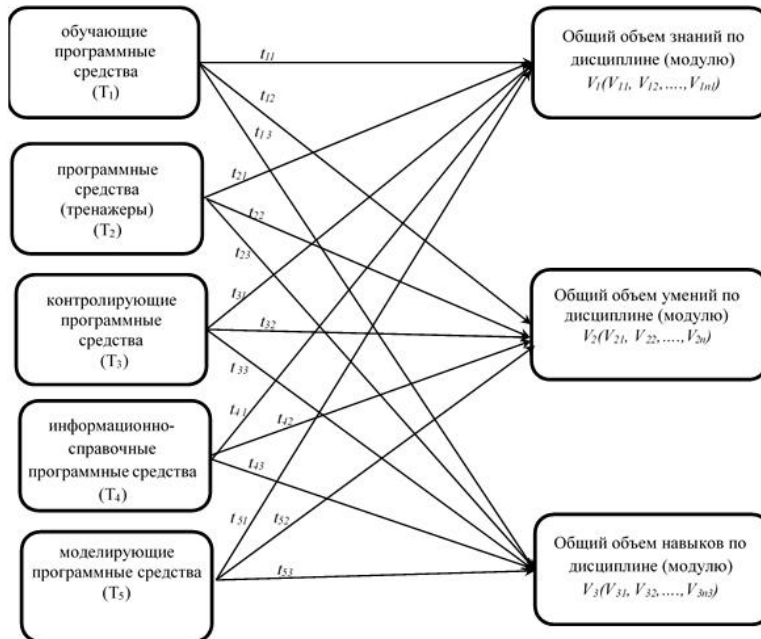 обучающие
программные
средства
(T₁)
t₁₁
t₁₂
t₁₃
Общий объем знаний по
дисциплине (модулю)
V₁(V₁₁, V₁₂,....,V₁ₙ₁)
программные
средства
(тренажеры)
(T₂)
t₂₁
t₂₂
t₂₃
контролирующие
программные
средства
(T₃)
t₃₁
t₃₂
t₃₃
Общий объем умений по
дисциплине (модулю)
V₂(V₂₁, V₂₂,....,V₂ₙ)
информационно-
справочные
программные средства
(T₄)
t₄₁
t₄₂
t₄₃
моделирующие
программные средства
(T₅)
t₅₁
t₅₂
t₅₃
Общий объем навыков по
дисциплине (модулю)
V₃(V₃₁, V₃₂,....,V₃ₙ₃)